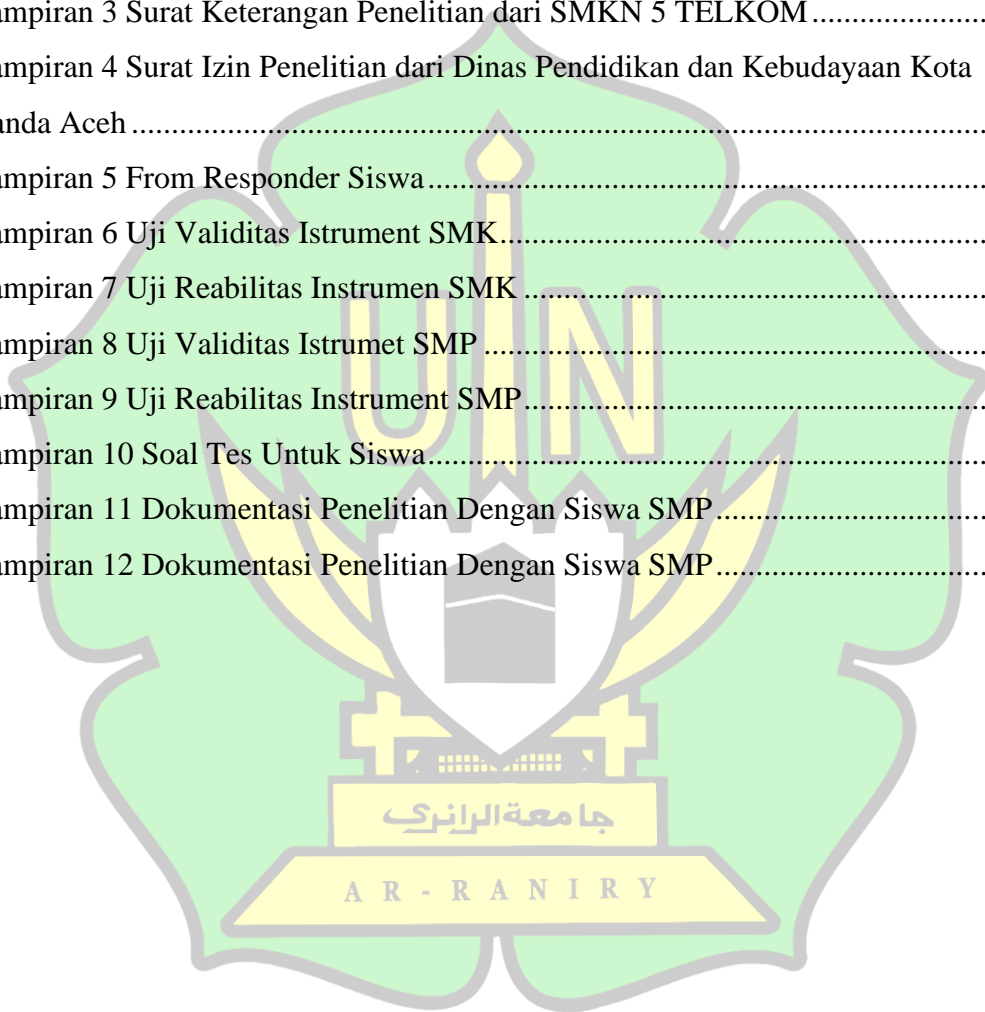 ampiran 3 Surat Keterangan Penelitian dari SMKN 5 TELKOM....................
ampiran 4 Surat Izin Penelitian dari Dinas Pendidikan dan Kebudayaan Kota
anda Aceh....................
ampiran 5 From Responder Siswa....................
ampiran 6 Uji Validitas Istrument SMK....................
ampiran 7 Uji Reabilitas Instrumen SMK....................
ampiran 8 Uji Validitas Istrumet SMP....................
ampiran 9 Uji Reabilitas Instrument SMP....................
ampiran 10 Soal Tes Untuk Siswa....................
ampiran 11 Dokumentasi Penelitian Dengan Siswa SMP....................
ampiran 12 Dokumentasi Penelitian Dengan Siswa SMP....................
UIN
جامعة الرانري
AR-RANIRY